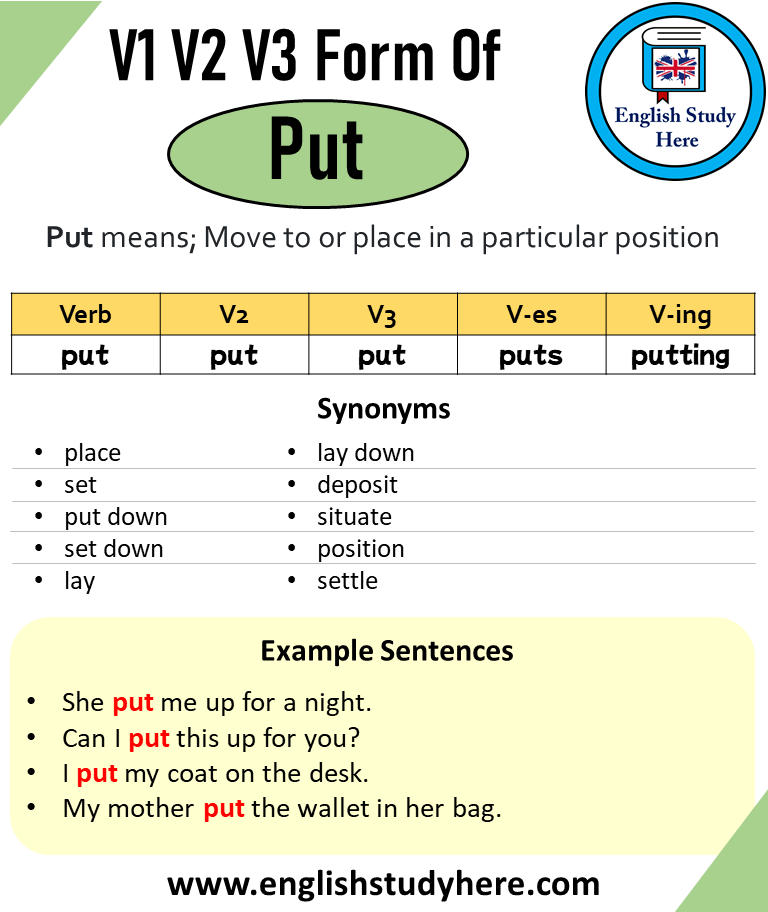 V1 V2 V3 Form Of
Put
English Study
Here
Put means; Move to or place in a particular position
Verb V2 V3 V-es V-ing
put put put puts putting
Synonyms
• place • lay down
• set • deposit
• put down • situate
• set down • position
• lay • settle
Example Sentences
• She put me up for a night.
• Can I put this up for you?
• I put my coat on the desk.
• My mother put the wallet in her bag.
www.englishstudyhere.com